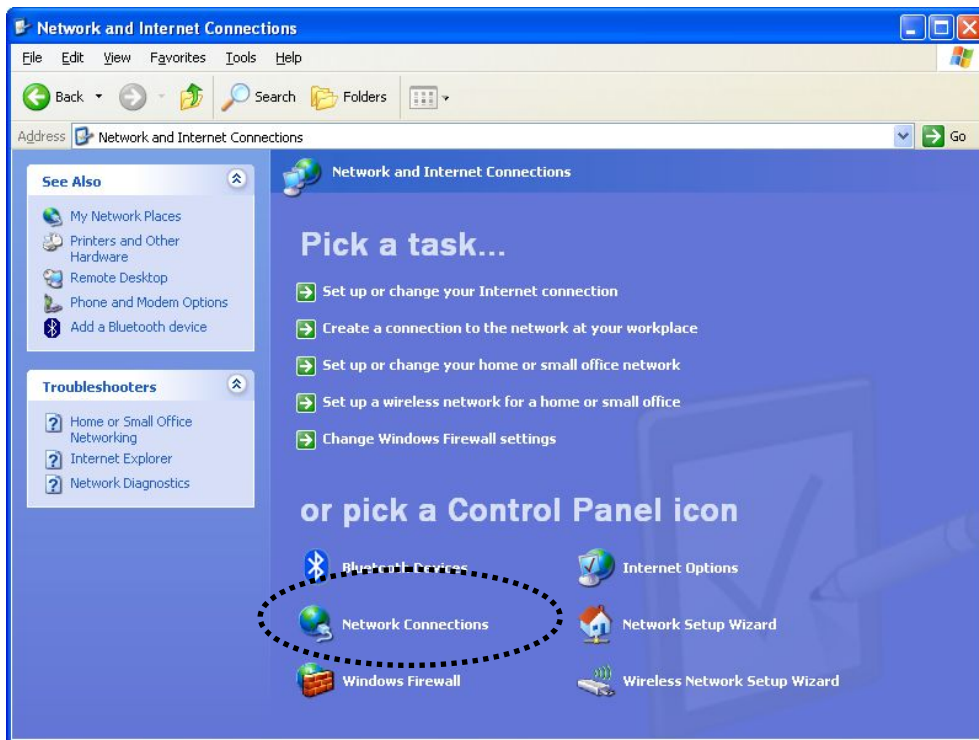 Network and Internet Connections
File Edit View Favorites Tools Help
Back Search Folders
Address Network and Internet Connections Go
See Also
My Network Places
Printers and Other
Hardware
Remote Desktop
Phone and Modem Options
Add a Bluetooth device
Troubleshooters
Home or Small Office
Networking
Internet Explorer
Network Diagnostics
Network and Internet Connections
Pick a task...
Set up or change your Internet connection
Create a connection to the network at your workplace
Set up or change your home or small office network
Set up a wireless network for a home or small office
Change Windows Firewall settings
or pick a Control Panel icon
Bluetooth Devices Internet Options
Network Connections Network Setup Wizard
Windows Firewall Wireless Network Setup Wizard